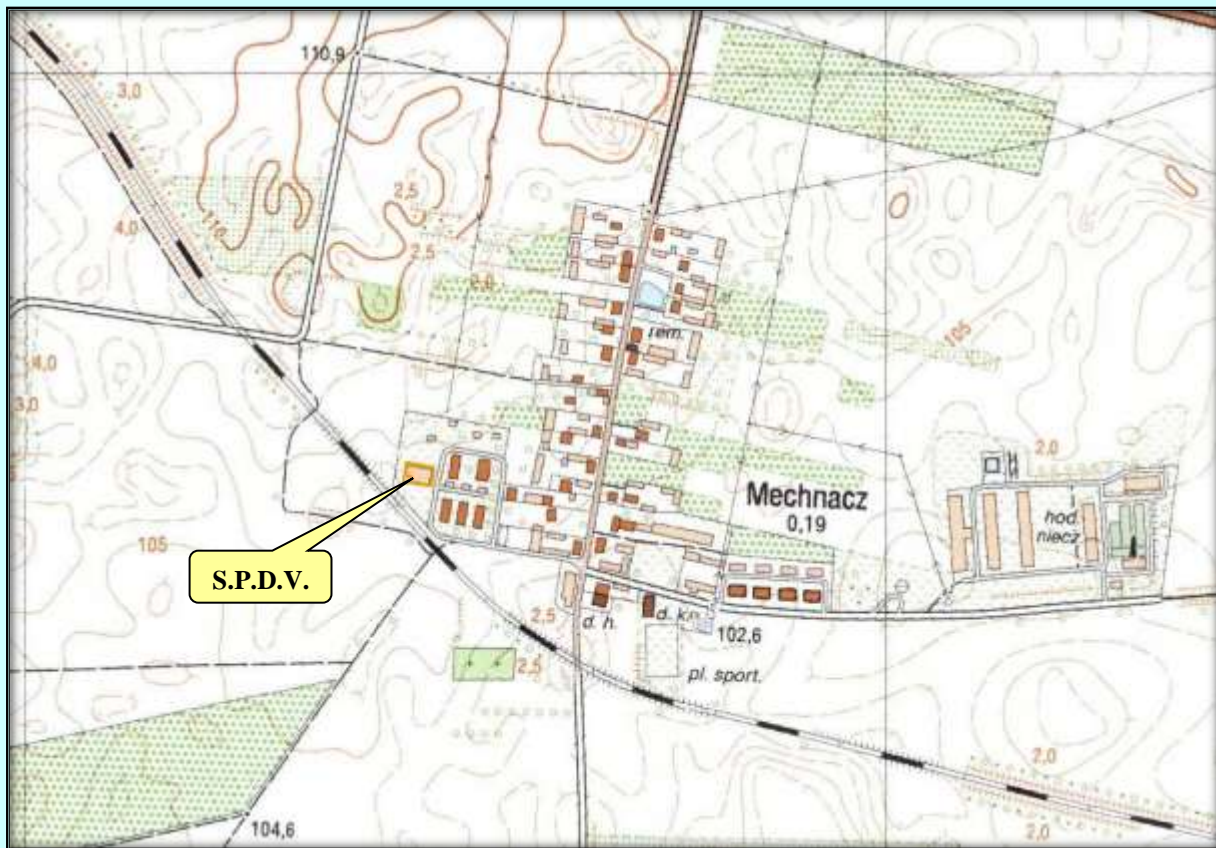 110,9
3,0
2,5
110
4,0
2,5
2,0
rem.
105
4,0
3,0
2,0
Mechnacz
0,19
hod.
niecz.
105
S.P.D.V.
2,5
d. h.
d. k.
102,6
2,5
pl. sport.
2,0
104,6
2,0